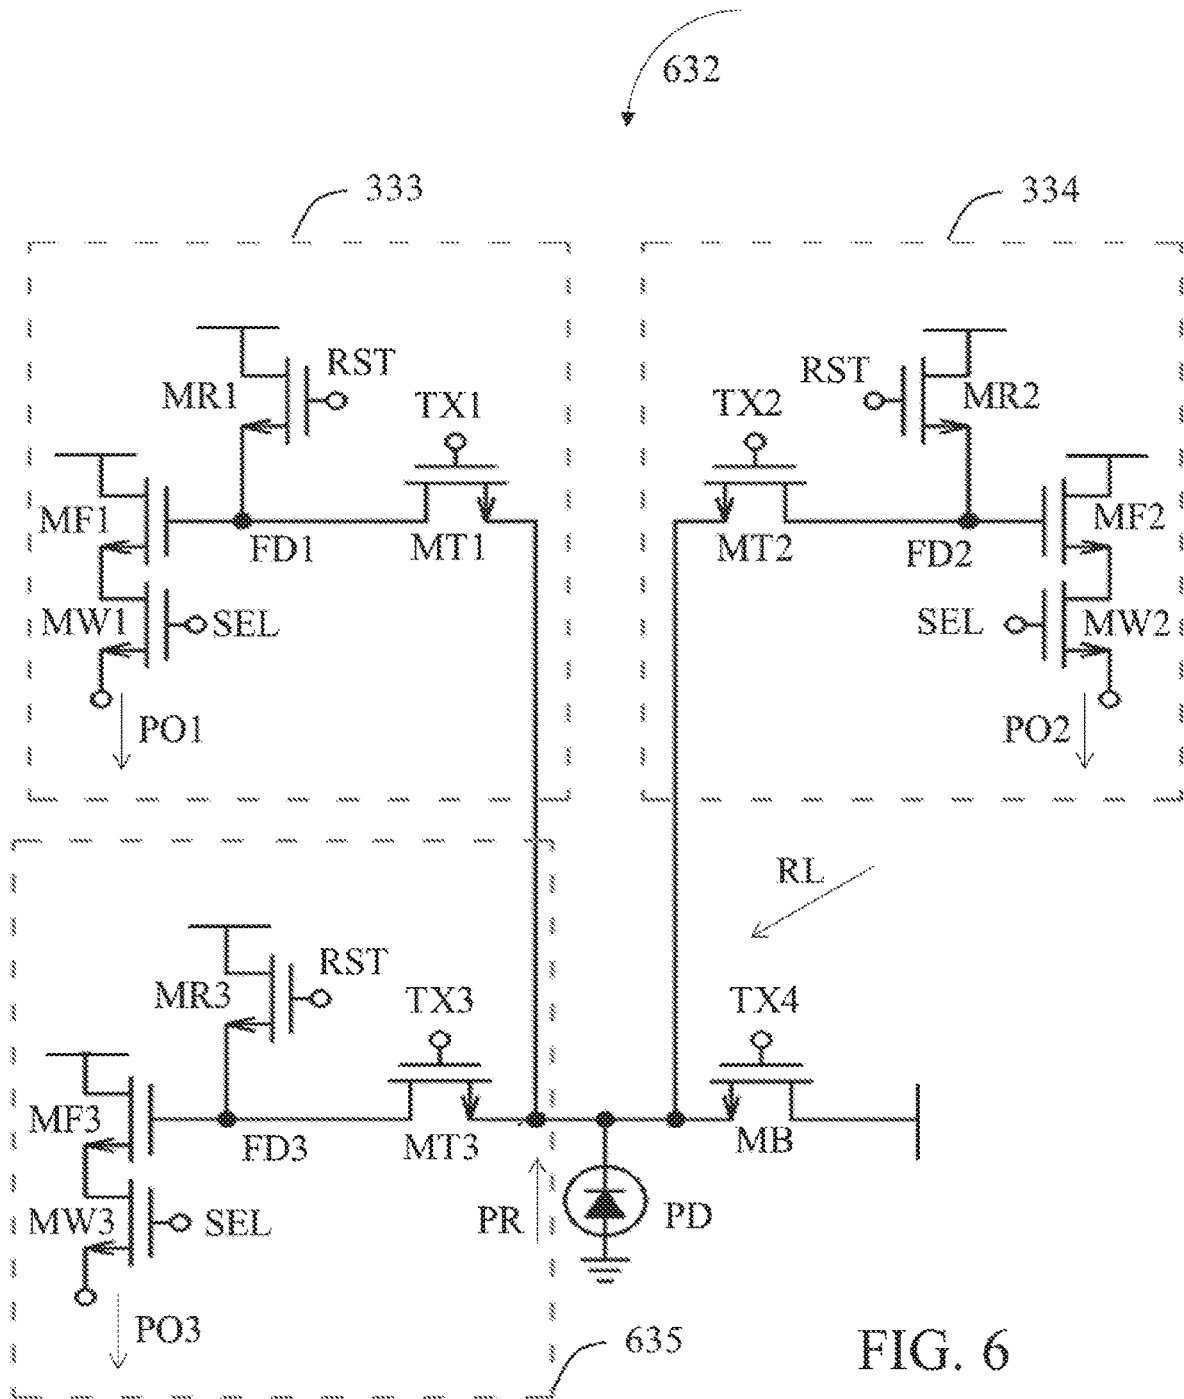 632
333
334
RST
MR1
TX1
MF1
FD1
MT1
MW1
SEL
PO1
TX2
RST
MR2
MT2
FD2
MF2
SEL
MW2
PO2
RL
RST
MR3
TX3
TX4
MF3
FD3
MT3
MB
MW3
SEL
PR
PD
PO3
635
FIG. 6